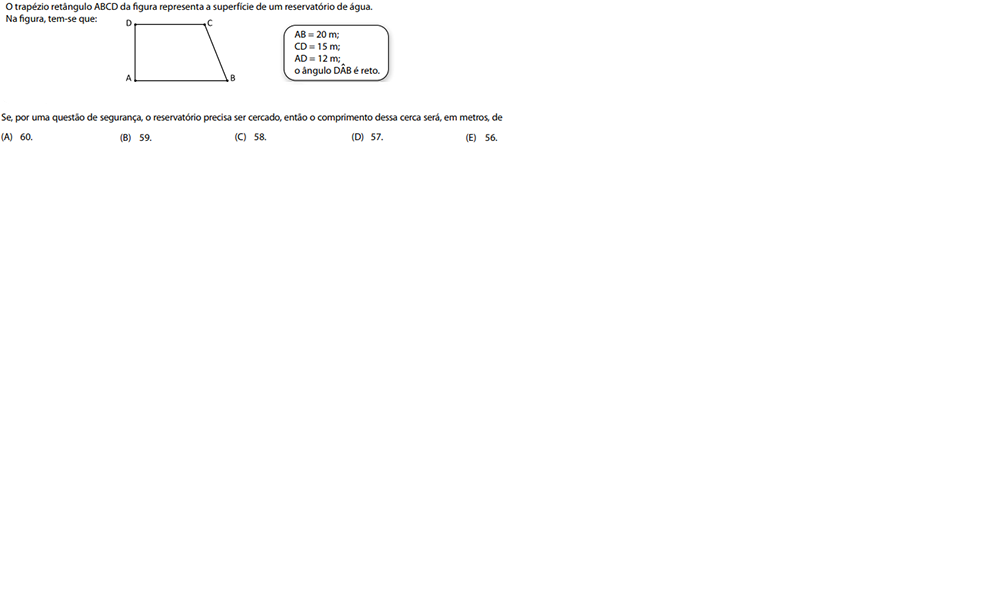 O trapézio retângulo ABCD da figura representa a superfície de um reservatório de água.
Na figura, tem-se que:
D
C
A
B
AB = 20 m;
CD = 15 m;
AD = 12 m;
o ângulo DÂB é reto.
Se, por uma questão de segurança, o reservatório precisa ser cercado, então o comprimento dessa cerca será, em metros, de
(A) 60. (B) 59. (C) 58. (D) 57. (E) 56.